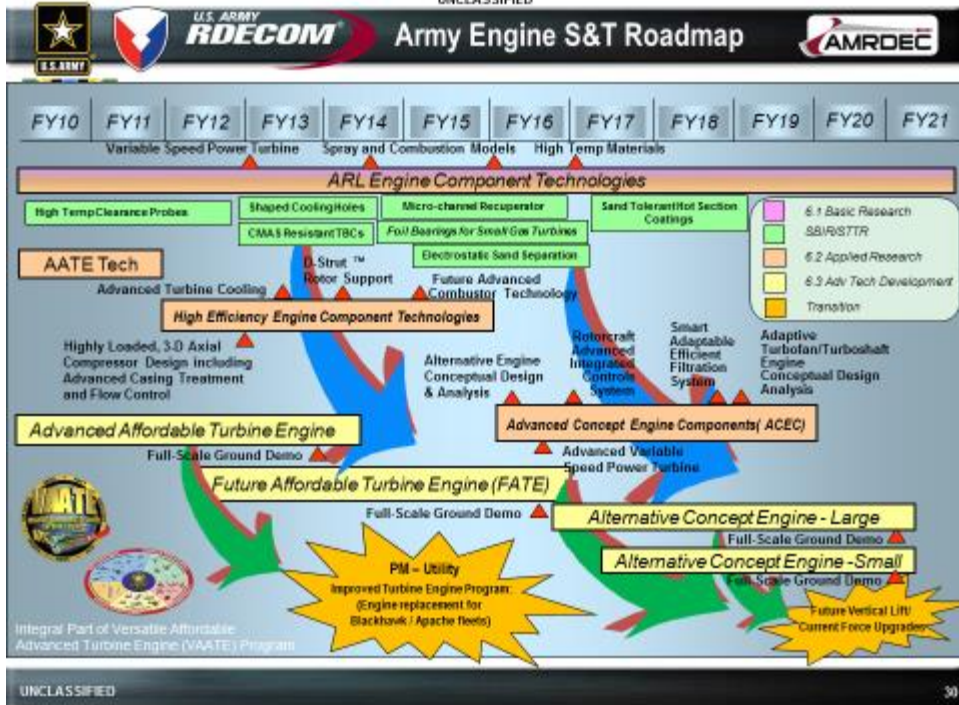 UNCLASSIFIED
U.S. ARMY
U.S. ARMY
RDECOM
Army Engine S&T Roadmap
AMRDEC
FY10
FY11
FY12
FY13
FY14
FY15
FY16
FY17
FY18
FY19
FY20
FY21
Variable Speed Power Turbine
Spray and Combustion Models
High Temp Materials
ARL Engine Component Technologies
High Temp Clearance Probes
Shaped Cooling Holes
Micro-channel Recuperator
Sand Tolerant Hot Section
Coatings
CMAS Resistant TBCs
Foil Bearings for Small Gas Turbines
Electrostatic Sand Separation
6.1 Basic Research
SBIR/STTR
6.2 Applied Research
6.3 Adv Tech Development
Transition
AATE Tech
D-Strut ™
Rotor Support
Advanced Turbine Cooling
Future Advanced
Combustor Technology
High Efficiency Engine Component Technologies
Highly Loaded, 3-D Axial
Compressor Design including
Advanced Casing Treatment
and Flow Control
Alternative Engine
Conceptual Design
& Analysis
Rotorcraft
Advanced
Integrated
Controls
System
Smart
Adaptable
Efficient
Filtration
System
Adaptive
Turbofan/Turboshaft
Engine
Conceptual Design
Analysis
Advanced Concept Engine Components( ACEC)
Advanced Affordable Turbine Engine
Full-Scale Ground Demo
Advanced Variable
Speed Power Turbine
Future Affordable Turbine Engine (FATE)
Full-Scale Ground Demo
Alternative Concept Engine - Large
Full-Scale Ground Demo
Alternative Concept Engine -Small
Full-Scale Ground Demo
VAATE
PM – Utility
Improved Turbine Engine Program:
(Engine replacement for
Blackhawk / Apache fleets)
Future Vertical Lift/
Current Force Upgrades
Integral Part of Versatile Affordable
Advanced Turbine Engine (VAATE) Program
UNCLASSIFIED
30